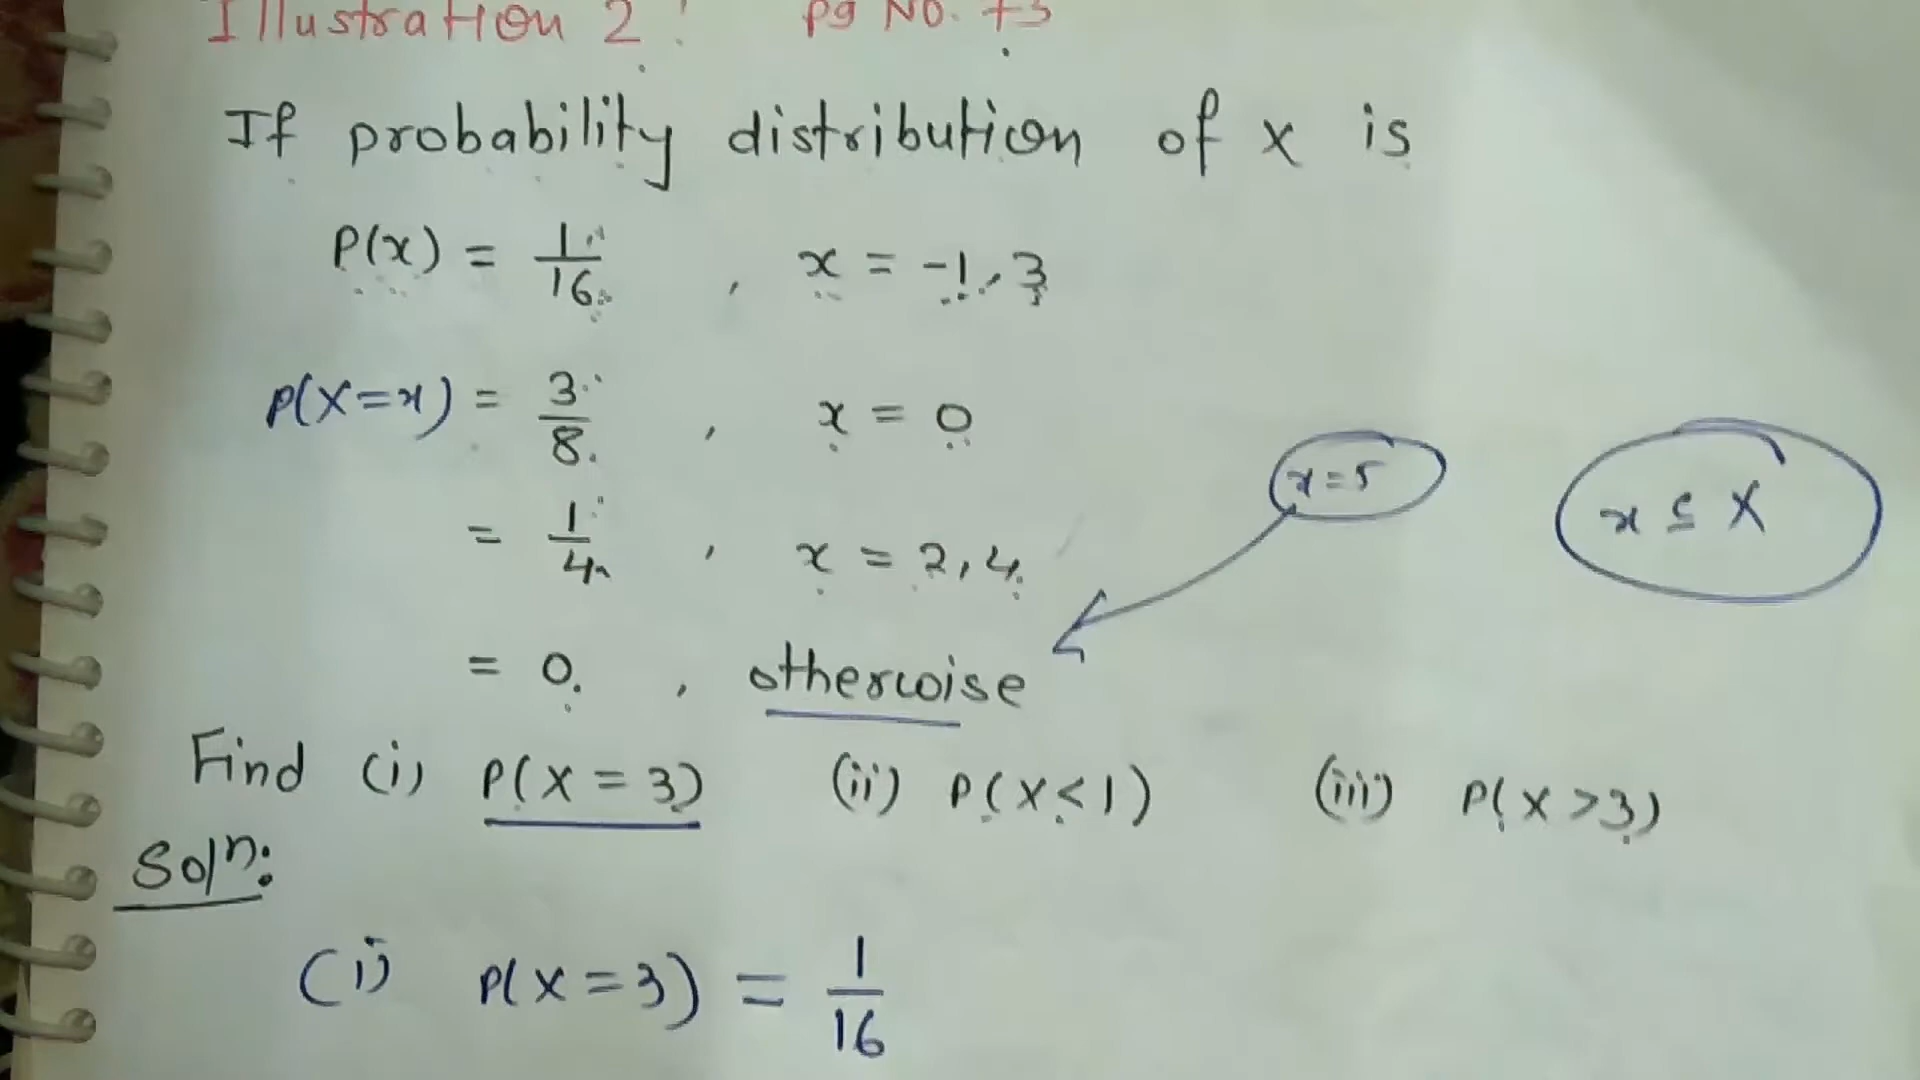 Illustration 2: Pg No. 73
If probability distribution of x is
P(x) = 1/16 , x = -1, 3
P(X=x) = 3/8 , x = 0
= 1/4 , x = 2, 4
= 0 , otherwise
x=5
x ≤ X
Find (i) P(X = 3) (ii) P(X<1) (iii) P(X>3)
Solⁿ:
(i) P(X=3) = 1/16